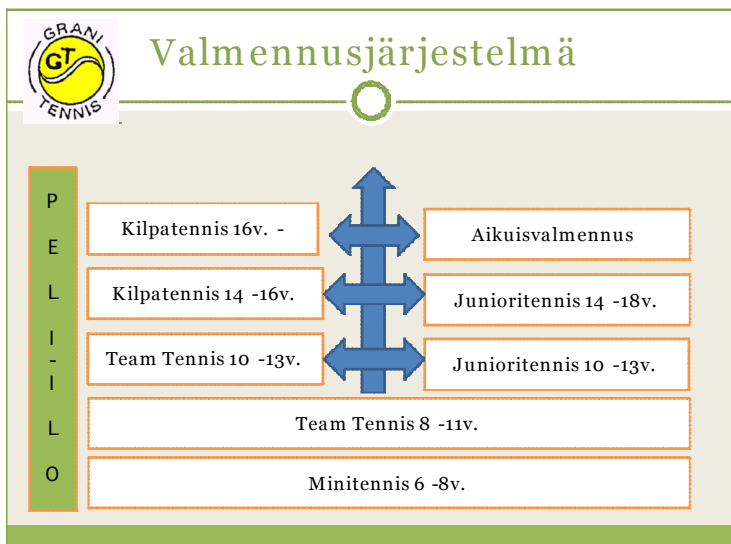 GRANI
GT
TENNIS
Valmennusjärjestelmä
P
E
L
I
-
I
L
O
Kilpatennis 16v. -
Aikuisvalmennus
Kilpatennis 14 -16v.
Junioritennis 14 -18v.
Team Tennis 10 -13v.
Junioritennis 10 -13v.
Team Tennis 8 -11v.
Minitennis 6 -8v.